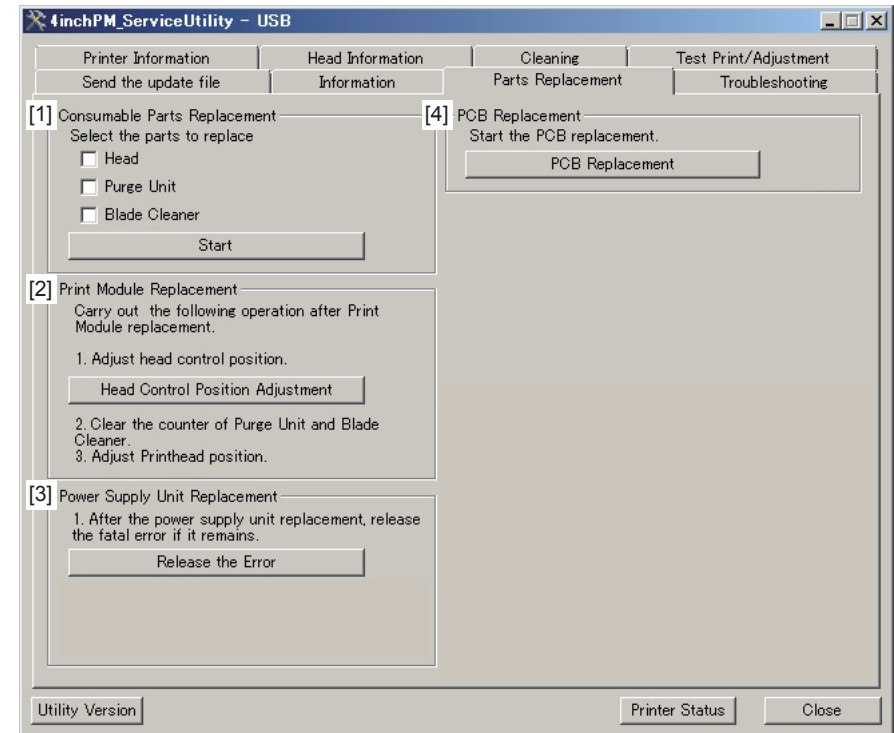 4inchPM_ServiceUtility - USB
Printer Information
Head Information
Cleaning
Test Print/Adjustment
Send the update file
Information
Parts Replacement
Troubleshooting
[1] Consumable Parts Replacement
Select the parts to replace
Head
Purge Unit
Blade Cleaner
Start
[2] Print Module Replacement
Carry out the following operation after Print
Module replacement.
1. Adjust head control position.
Head Control Position Adjustment
2. Clear the counter of Purge Unit and Blade
Cleaner.
3. Adjust Printhead position.
[3] Power Supply Unit Replacement
1. After the power supply unit replacement, release
the fatal error if it remains.
Release the Error
[4] PCB Replacement
Start the PCB replacement.
PCB Replacement
Utility Version
Printer Status
Close